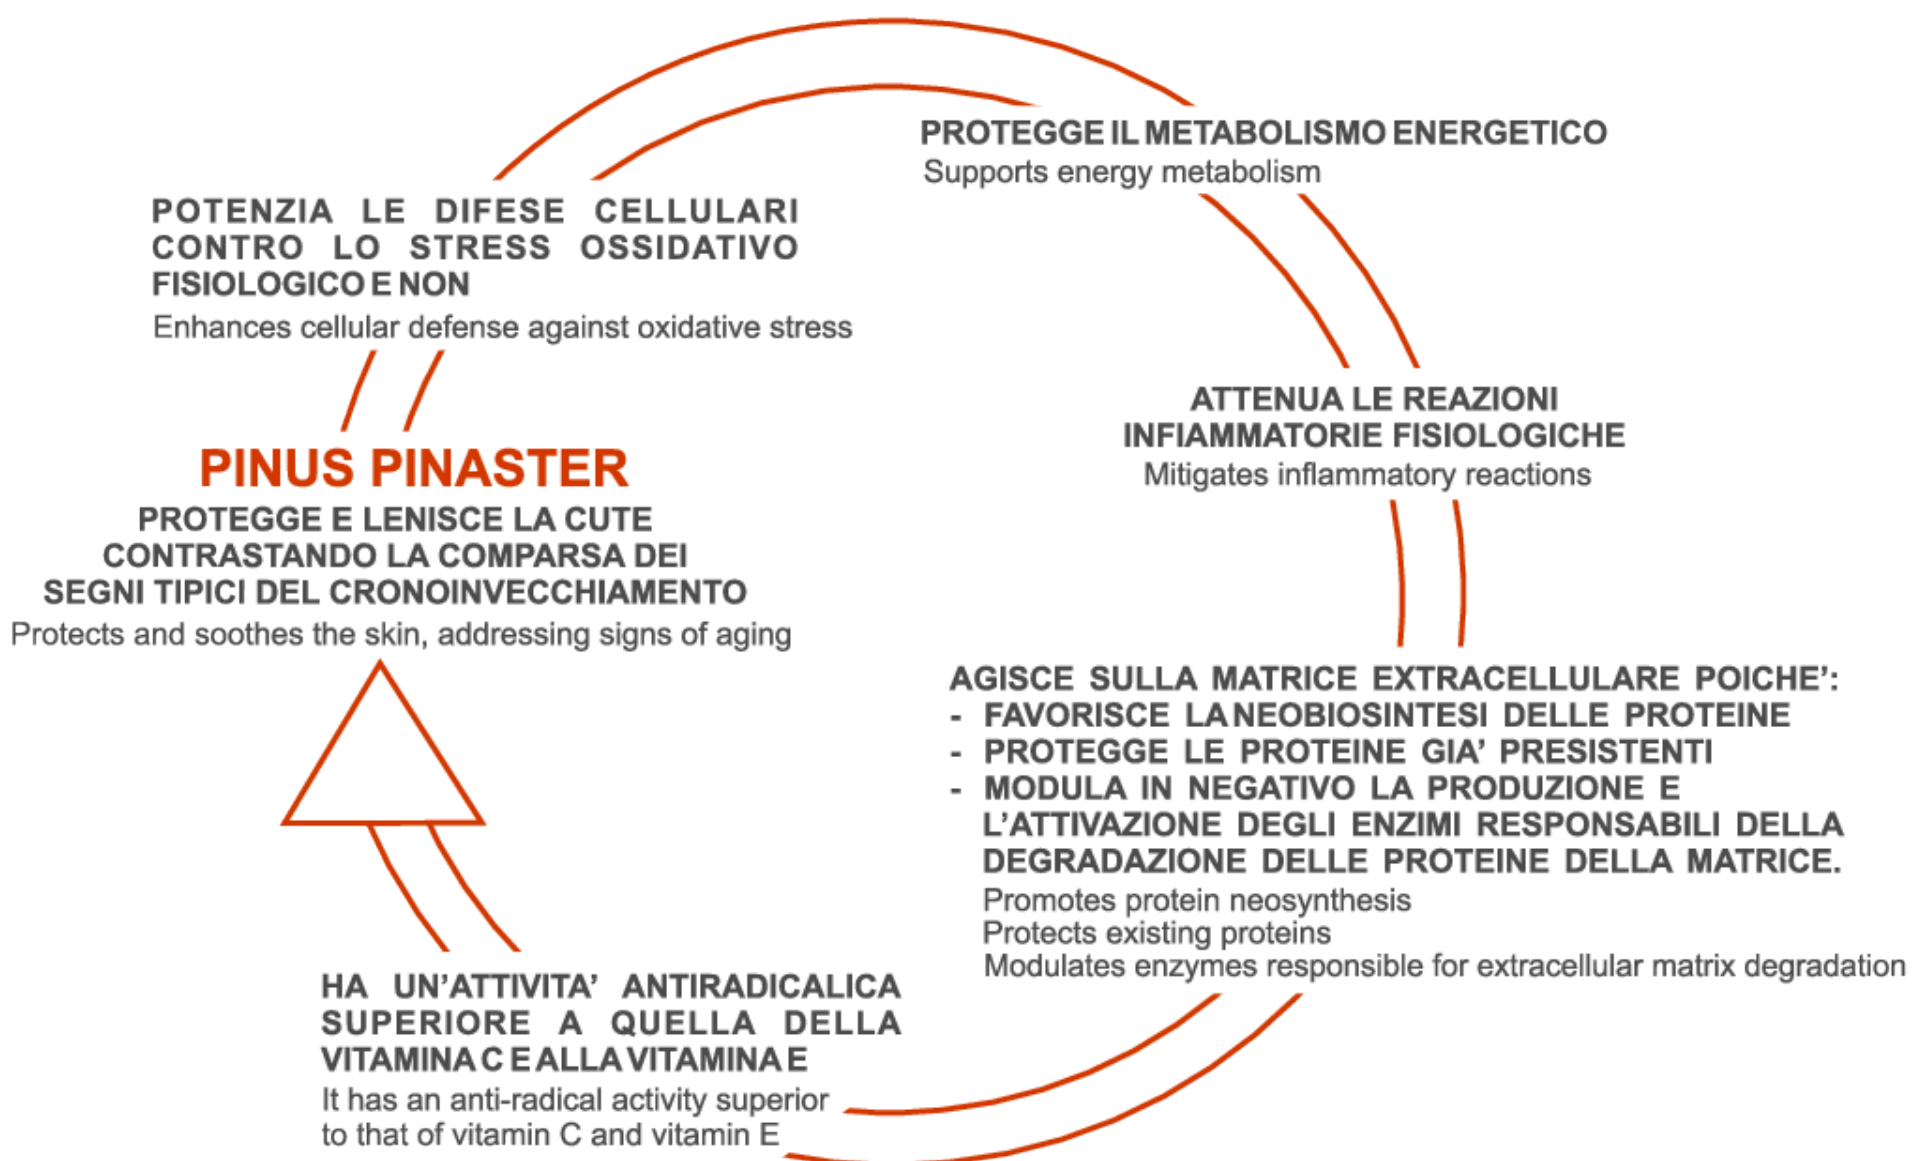 PROTEGGE IL METABOLISMO ENERGETICO
Supports energy metabolism
POTENZIA LE DIFESE CELLULARI
CONTRO LO STRESS OSSIDATIVO
FISIOLOGICO E NON
Enhances cellular defense against oxidative stress
ATTENUA LE REAZIONI
INFIAMMATORIE FISIOLOGICHE
Mitigates inflammatory reactions
PINUS PINASTER
PROTEGGE E LENISCE LA CUTE
CONTRASTANDO LA COMPARSA DEI
SEGNI TIPICI DEL CRONOINVECCHIAMENTO
Protects and soothes the skin, addressing signs of aging
AGISCE SULLA MATRICE EXTRACELLULARE POICHE':
- FAVORISCE LA NEOBIOSINTESI DELLE PROTEINE
- PROTEGGE LE PROTEINE GIA' PRESISTENTI
- MODULA IN NEGATIVO LA PRODUZIONE E
L'ATTIVAZIONE DEGLI ENZIMI RESPONSABILI DELLA
DEGRADAZIONE DELLE PROTEINE DELLA MATRICE.
Promotes protein neosynthesis
Protects existing proteins
Modulates enzymes responsible for extracellular matrix degradation
HA UN'ATTIVITA' ANTIRADICALICA
SUPERIORE A QUELLA DELLA
VITAMINA C E ALLA VITAMINA E
It has an anti-radical activity superior
to that of vitamin C and vitamin E